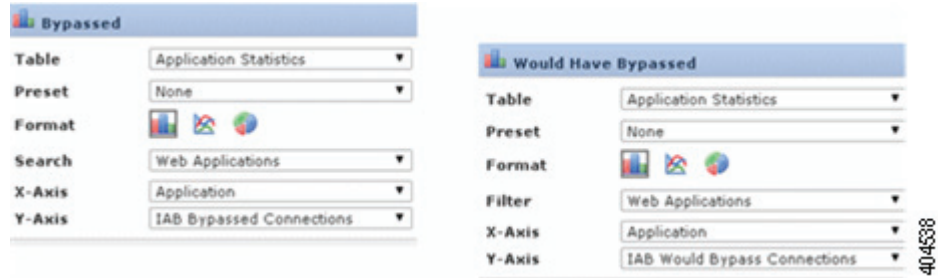 Bypassed
Table Application Statistics
Preset None
Format
Search Web Applications
X-Axis Application
Y-Axis IAB Bypassed Connections
Would Have Bypassed
Table Application Statistics
Preset None
Format
Filter Web Applications
X-Axis Application
Y-Axis IAB Would Bypass Connections
404538